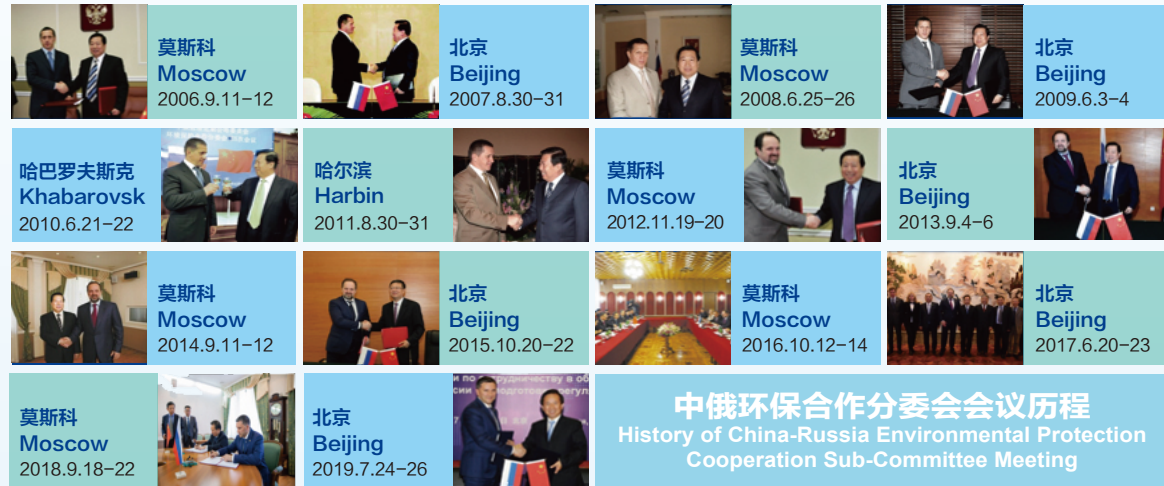 莫斯科
Moscow
2006.9.11-12
北京
Beijing
2007.8.30-31
莫斯科
Moscow
2008.6.25-26
北京
Beijing
2009.6.3-4
哈巴罗夫斯克
Khabarovsk
2010.6.21-22
哈尔滨
Harbin
2011.8.30-31
莫斯科
Moscow
2012.11.19-20
北京
Beijing
2013.9.4-6
莫斯科
Moscow
2014.9.11-12
北京
Beijing
2015.10.20-22
莫斯科
Moscow
2016.10.12-14
北京
Beijing
2017.6.20-23
莫斯科
Moscow
2018.9.18-22
北京
Beijing
2019.7.24-26
中俄环保合作分委会会议历程
History of China-Russia Environmental Protection
Cooperation Sub-Committee Meeting